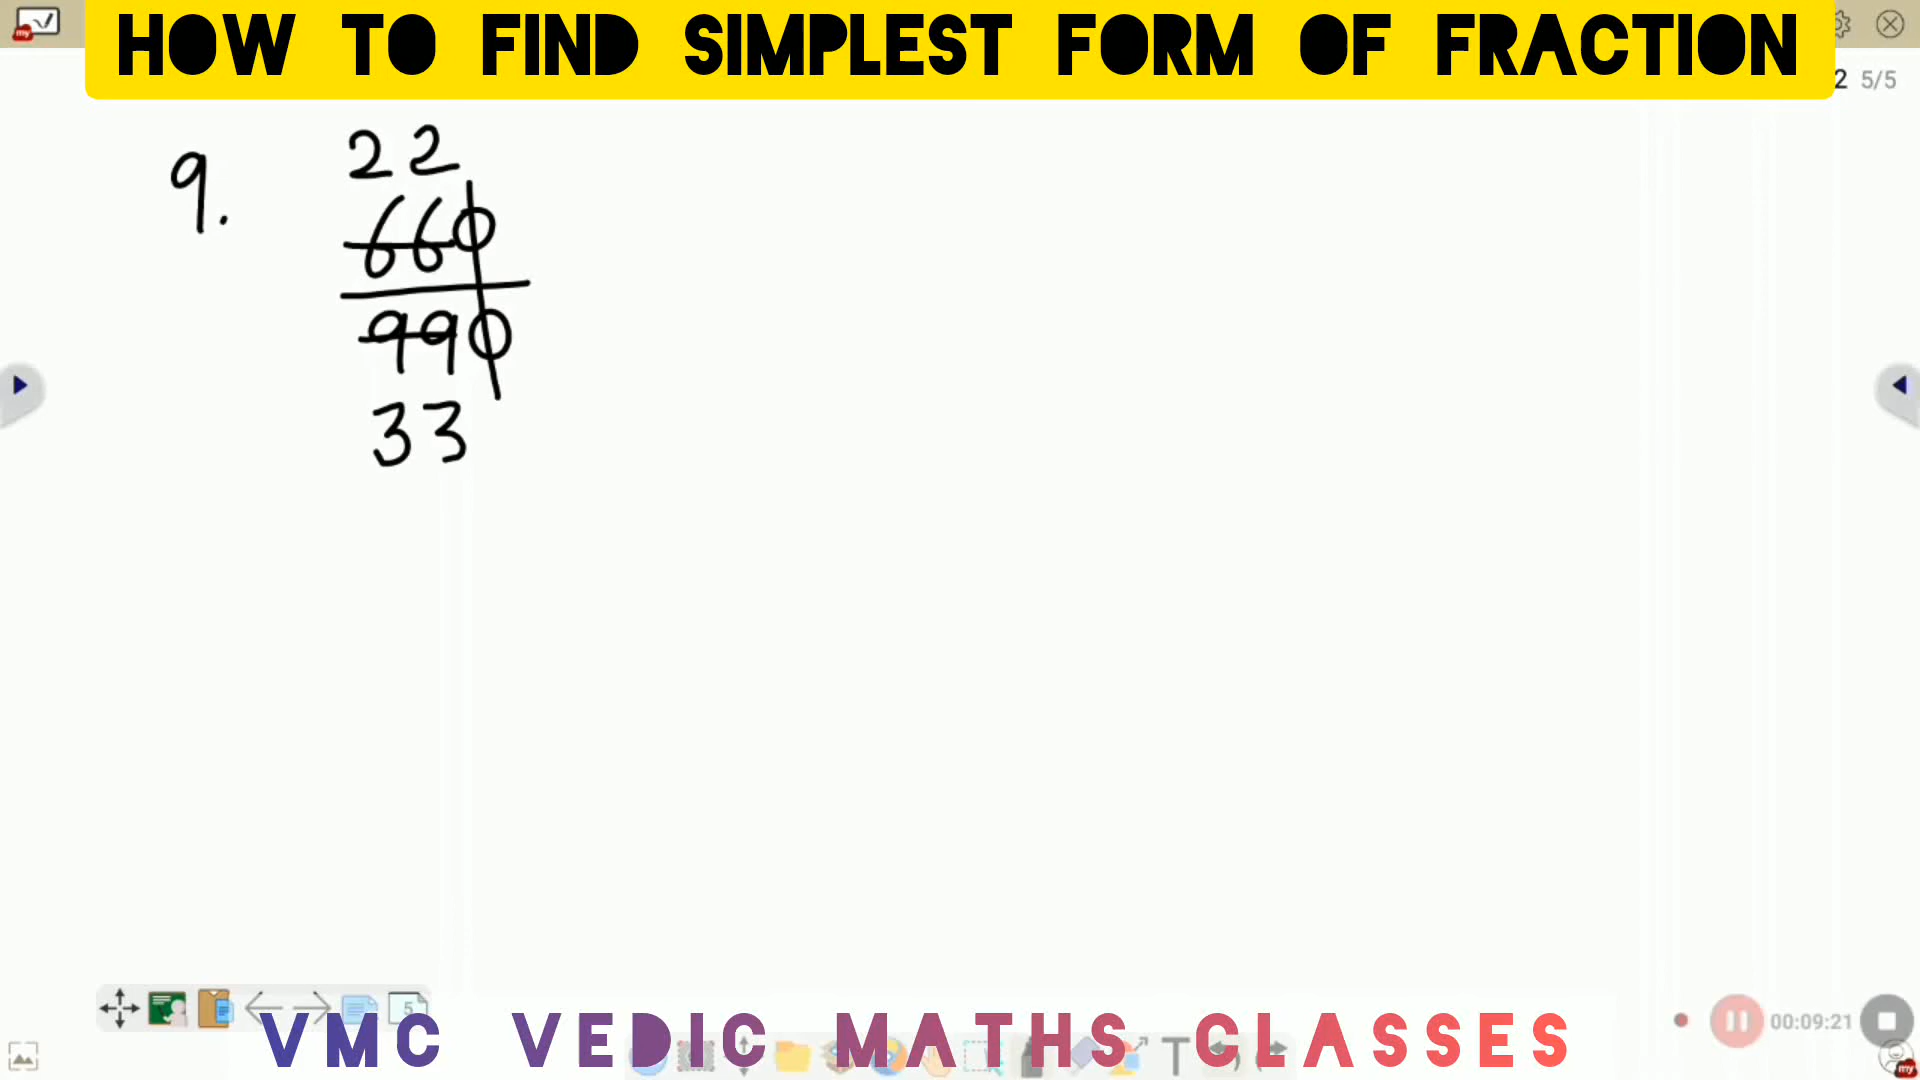 HOW TO FIND SIMPLEST FORM OF FRACTION
2 5/5
9.
22
660
990
33
5
VMC VEDIC MATHS CLASSES
T
00:09:21